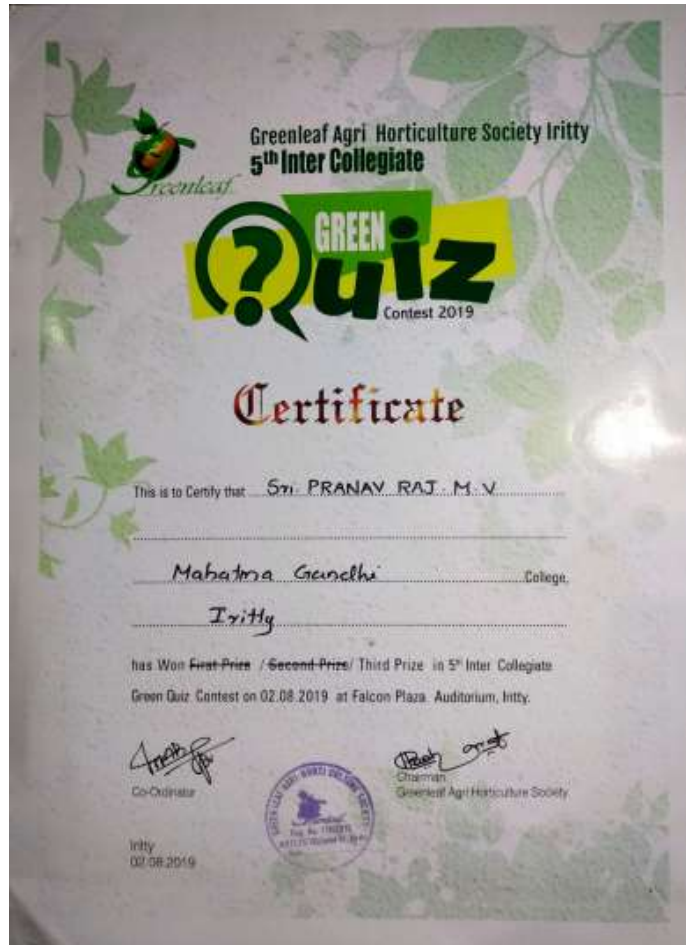 Greenleaf Agri Horticulture Society Iritty
5th Inter Collegiate
Greenleaf
GREEN
Quiz
Contest 2019
Certificate
This is to Certify that Sri. PRANAV RAJ. M. V
Mahatma Gandhi College,
Iritty
has Won First Prize / Second Prize/ Third Prize in 5th Inter Collegiate
Green Quiz Contest on 02.08.2019 at Falcon Plaza Auditorium, Iritty.
Co-Ordinator
Chairman
Greenleaf Agri Horticulture Society
Iritty
02.08.2019